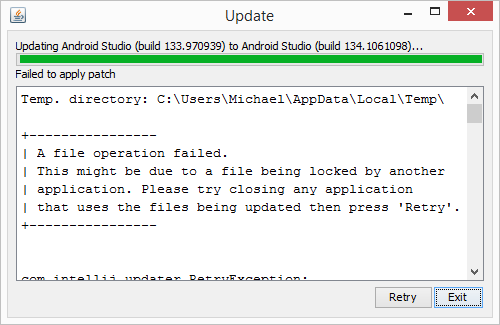 Update
Updating Android Studio (build 133.970939) to Android Studio (build 134.1061098)...
Failed to apply patch
Temp. directory: C:\Users\Michael\AppData\Local\Temp\
+----------------
| A file operation failed.
| This might be due to a file being locked by another
| application. Please try closing any application
| that uses the files being updated then press 'Retry'.
+----------------
com.intellij.updater.RetryException:
Retry
Exit